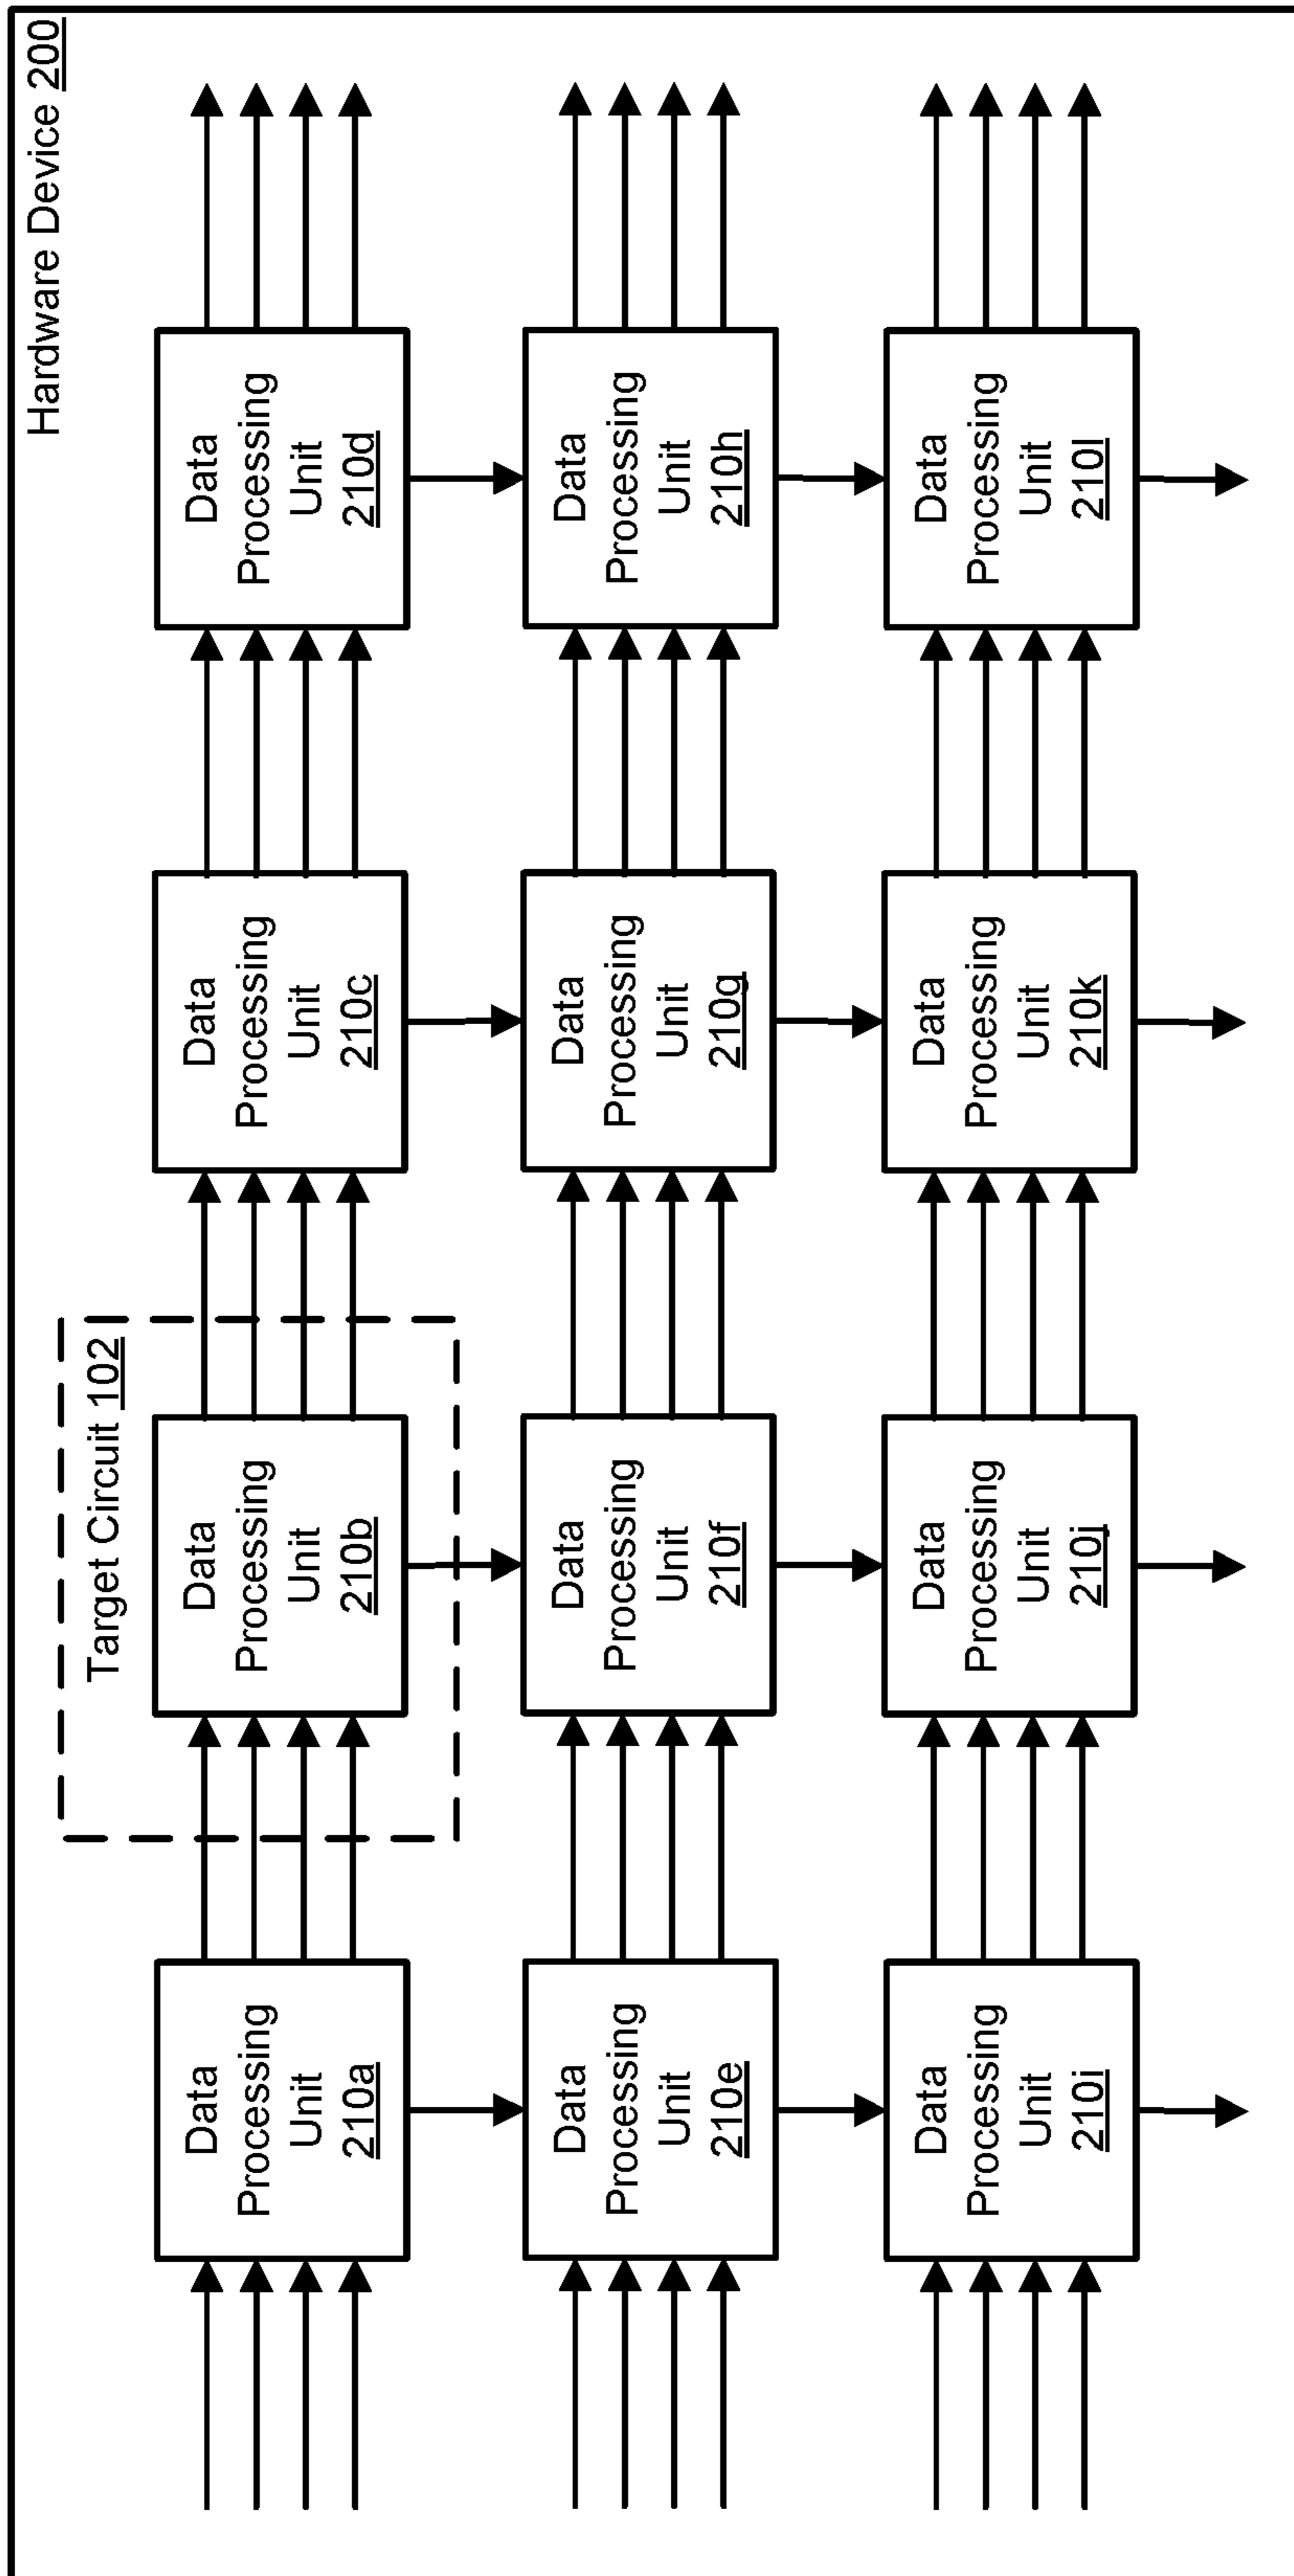 Hardware Device 200
Target Circuit 102
Data
Processing
Unit
210a
Data
Processing
Unit
210b
Data
Processing
Unit
210c
Data
Processing
Unit
210d
Data
Processing
Unit
210e
Data
Processing
Unit
210f
Data
Processing
Unit
210g
Data
Processing
Unit
210h
Data
Processing
Unit
210i
Data
Processing
Unit
210j
Data
Processing
Unit
210k
Data
Processing
Unit
210l